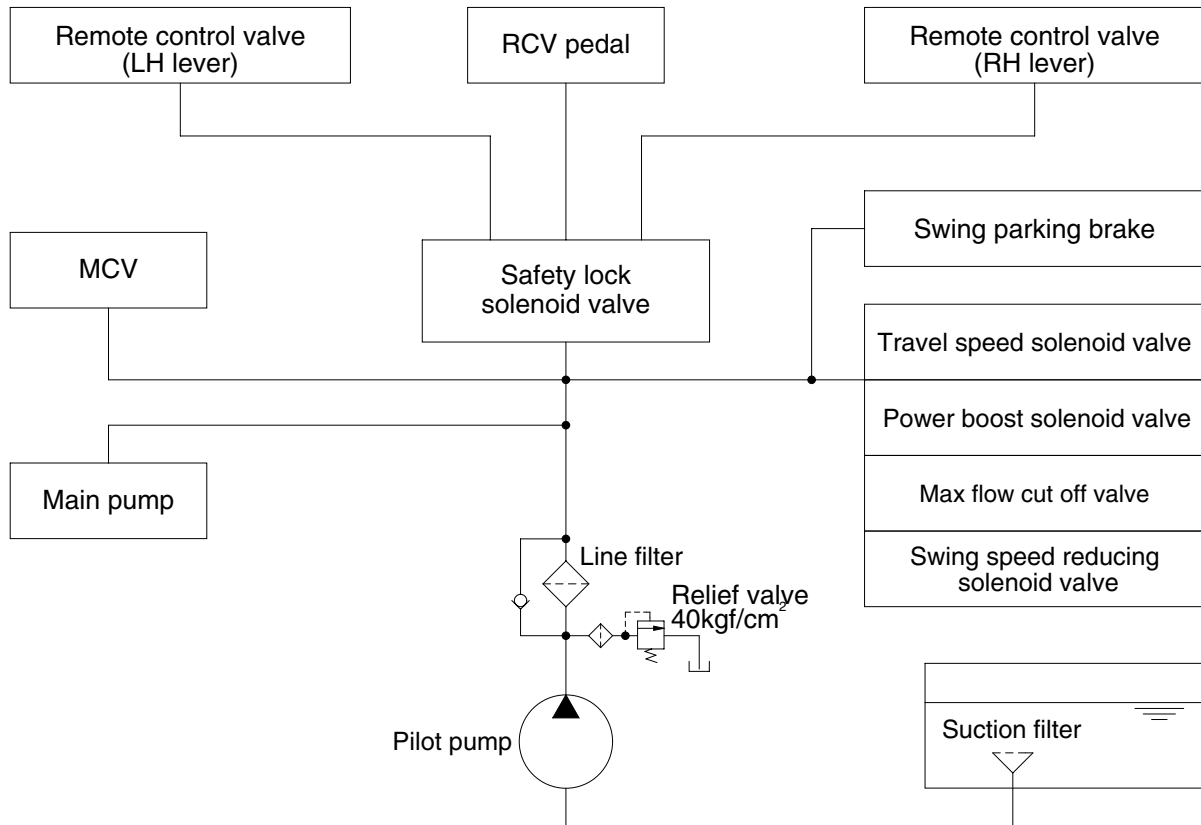 Remote control valve
(LH lever)
RCV pedal
Remote control valve
(RH lever)
Swing parking brake
MCV
Safety lock
solenoid valve
Travel speed solenoid valve
Power boost solenoid valve
Main pump
Max flow cut off valve
Line filter
Swing speed reducing
solenoid valve
Relief valve
40kgf/cm²
Pilot pump
Suction filter